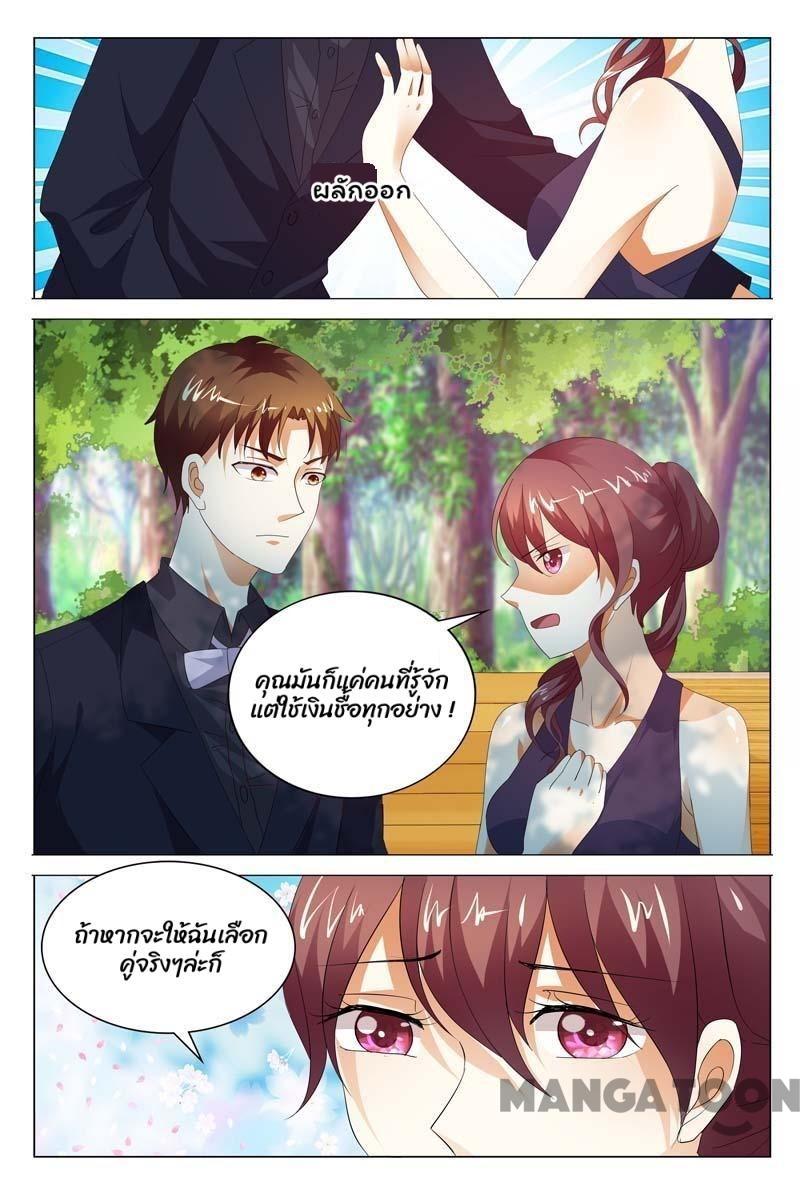 ผลักออก
คุณมันก็แค่คนที่รู้จัก
แต่ใช้เงินซื้อทุกอย่าง !
ถ้าหากจะให้ฉันเลือก
คู่จริงๆล่ะก็
MANGATOON